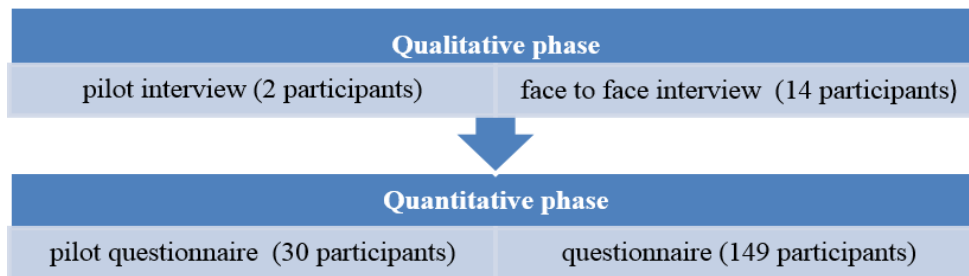 Qualitative phase
pilot interview (2 participants)
face to face interview (14 participants)
Quantitative phase
pilot questionnaire (30 participants)
questionnaire (149 participants)